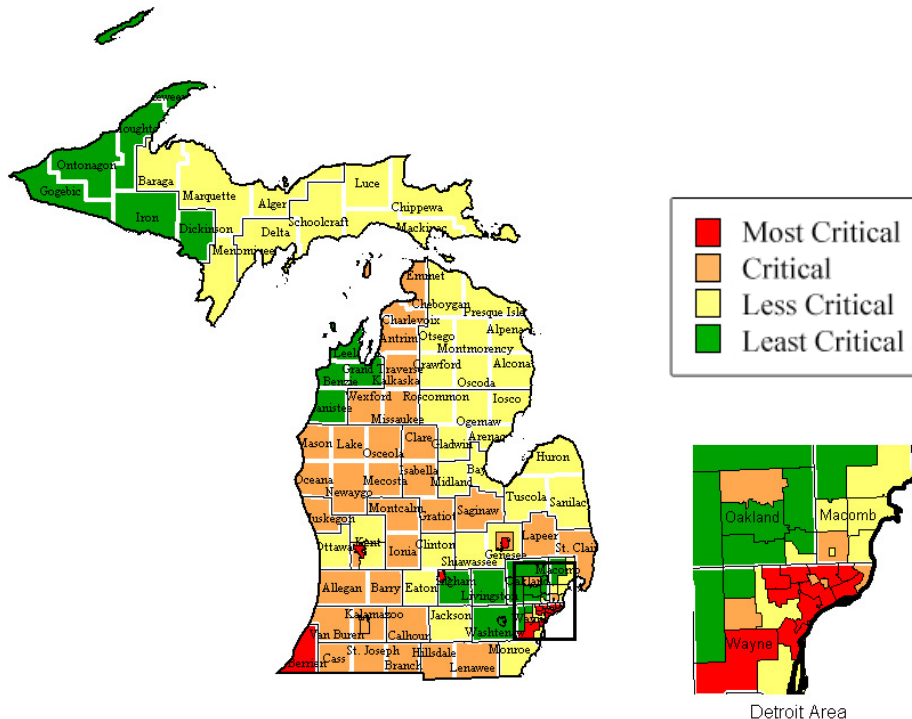 Ontonagon
Baraga
Gogebic
Marquette
Iron
Alger
Luce
Chippewa
Dickinson
Schoolcraft
Delta
Mackinac
Menominee
Emmet
Cheboygan
Presque Isle
Charlevoix
Antrim
Otsego
Alpena
Montmorency
Grand Traverse
Crawford
Alcona
Benzie
Kalkaska
Oscoda
Wexford
Roscommon
Iosco
Missaukee
Ogemaw
Mason
Lake
Clare
Gladwin
Arenac
Osceola
Huron
Oceana
Isabella
Bay
Mecosta
Midland
Newaygo
Tuscola
Sanilac
Montcalm
Saginaw
Gratiot
Lapeer
Ottawa
Kent
Clinton
Genesee
St. Clair
Ionia
Shiawassee
Allegan
Barry
Eaton
Livingston
Oakland
Macomb
Kalamazoo
Jackson
Van Buren
Calhoun
Washtenaw
Wayne
St. Joseph
Hillsdale
Monroe
Berrien
Cass
Branch
Lenawee
Most Critical
Critical
Less Critical
Least Critical
Oakland
Macomb
Wayne
Detroit Area